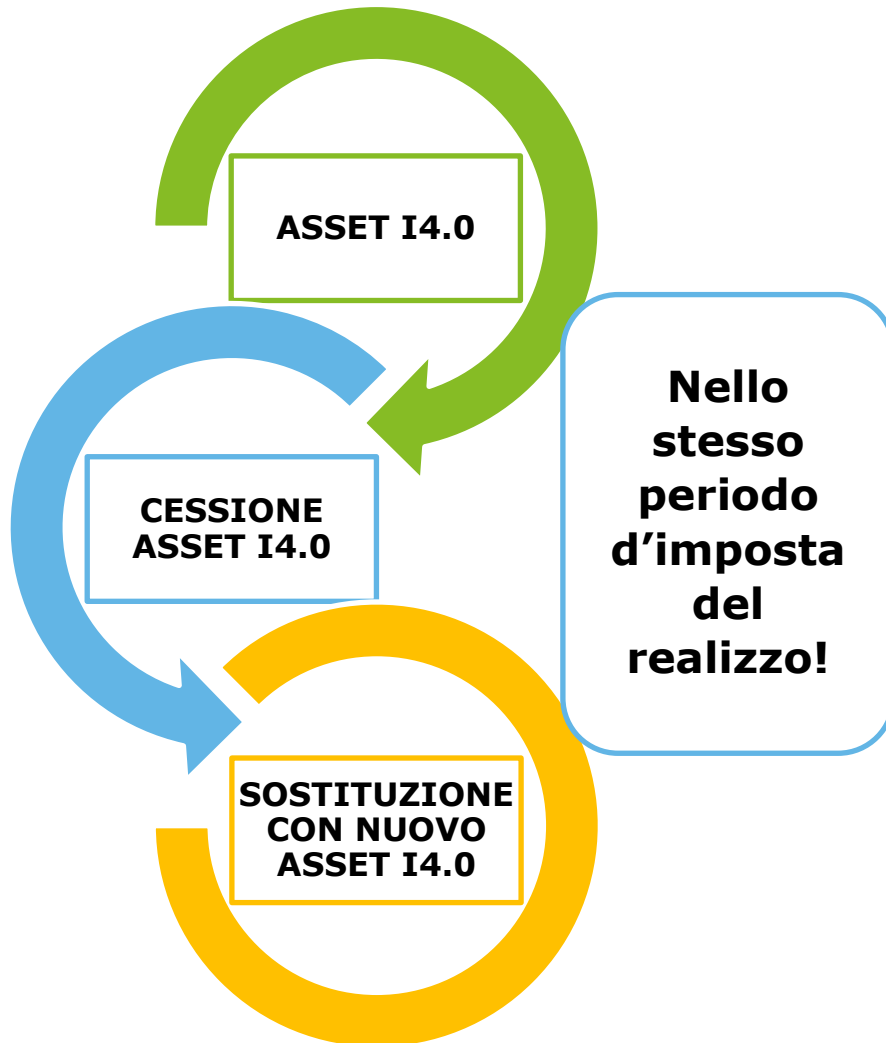 ASSET I4.0
CESSIONE
ASSET I4.0
Nello
stesso
periodo
d’imposta
del
realizzo!
SOSTITUZIONE
CON NUOVO
ASSET I4.0